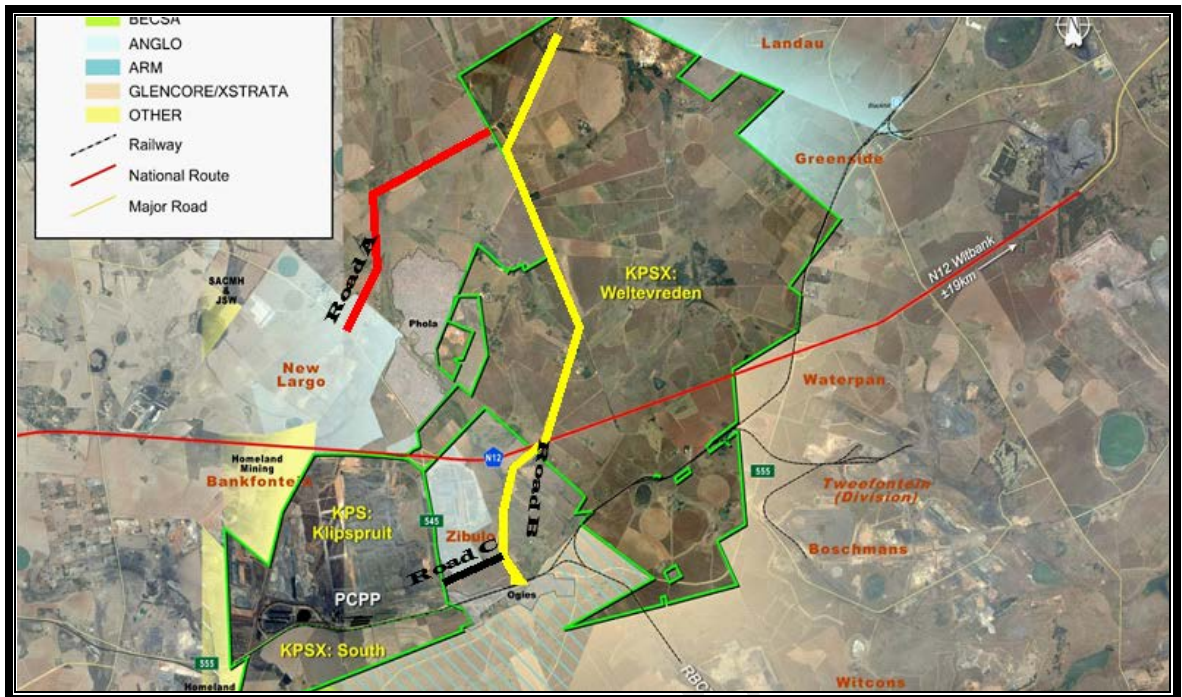 BECSA
ANGLO
ARM
GLENCORE/XSTRATA
OTHER
Railway
National Route
Major Road
Landau
Greenside
N12 Witbank
±19km
KPSX:
Weltevreden
Road A
SACMH
&
JSW
Phola
New
Largo
Waterpan
Homeland
Mining
Bankfontein
N12
Road B
555
Tweefontein
(Division)
KPS:
Klipspruit
545
Zibulo
Boschmans
Road C
PCPP
Ogies
KPSX: South
555
Homeland
Witcons